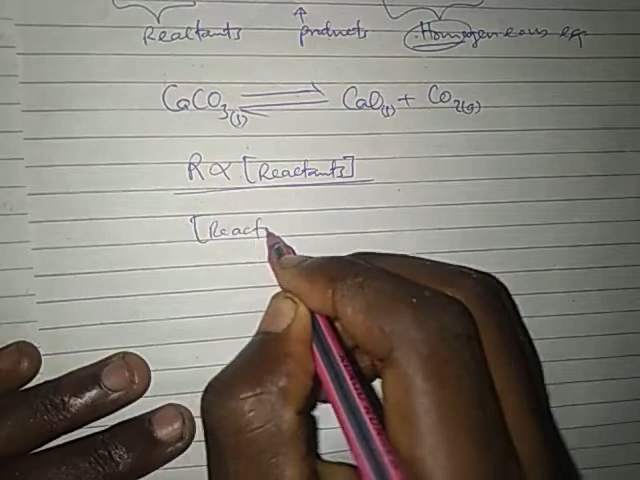 Reactants ↑ products Homogeneous eq
CaCO₃(s) ⇌ CaO(s) + CO₂(g)
R ∝ [Reactants]
[React